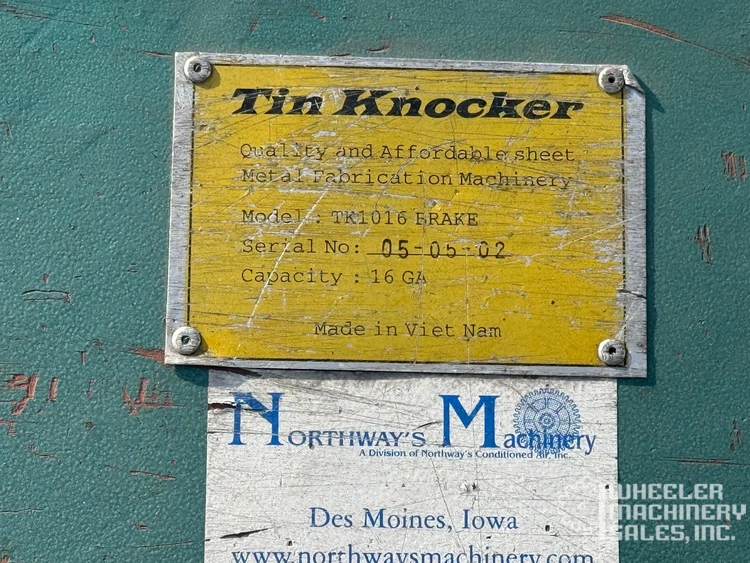 Tin Knocker
Quality and Affordable sheet
Metal Fabrication Machinery
Model : TK1016 BRAKE
Serial No: 05-05-02
Capacity : 16 GA
Made in Viet Nam
Northway's Machinery
A Division of Northway's Conditioned Air, Inc.
Des Moines, Iowa
www.northwaysmachinery.com
WHEELER
MACHINERY
SALES, INC.